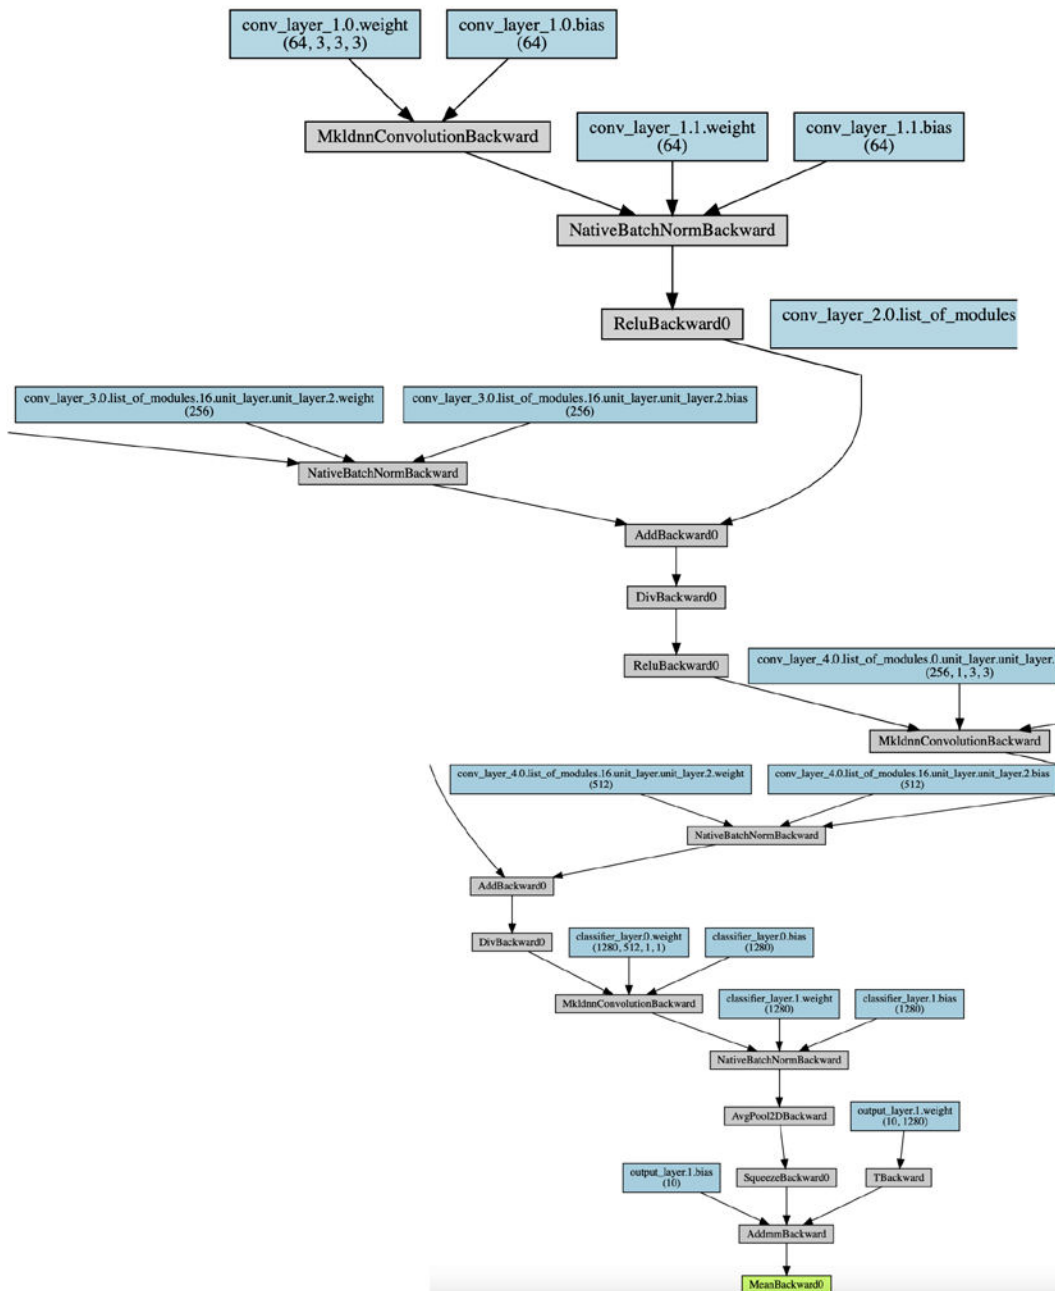 conv_layer_1.0.weight
(64, 3, 3, 3)
conv_layer_1.0.bias
(64)
MkldnnConvolutionBackward
conv_layer_1.1.weight
(64)
conv_layer_1.1.bias
(64)
NativeBatchNormBackward
ReluBackward0
conv_layer_2.0.list_of_modules
conv_layer_3.0.list_of_modules.16.unit_layer.unit_layer.2.weight
(256)
conv_layer_3.0.list_of_modules.16.unit_layer.unit_layer.2.bias
(256)
NativeBatchNormBackward
AddBackward0
DivBackward0
ReluBackward0
conv_layer_4.0.list_of_modules.0.unit_layer.unit_layer.
(256, 1, 3, 3)
MkldnnConvolutionBackward
conv_layer_4.0.list_of_modules.16.unit_layer.unit_layer.2.weight
(512)
conv_layer_4.0.list_of_modules.16.unit_layer.unit_layer.2.bias
(512)
NativeBatchNormBackward
AddBackward0
DivBackward0
classifier_layer.0.weight
(1280, 512, 1, 1)
classifier_layer.0.bias
(1280)
MkldnnConvolutionBackward
classifier_layer.1.weight
(1280)
classifier_layer.1.bias
(1280)
NativeBatchNormBackward
AvgPool2DBackward
output_layer.1.weight
(10, 1280)
output_layer.1.bias
(10)
SqueezeBackward0
TBackward
AddmmBackward
MeanBackward0